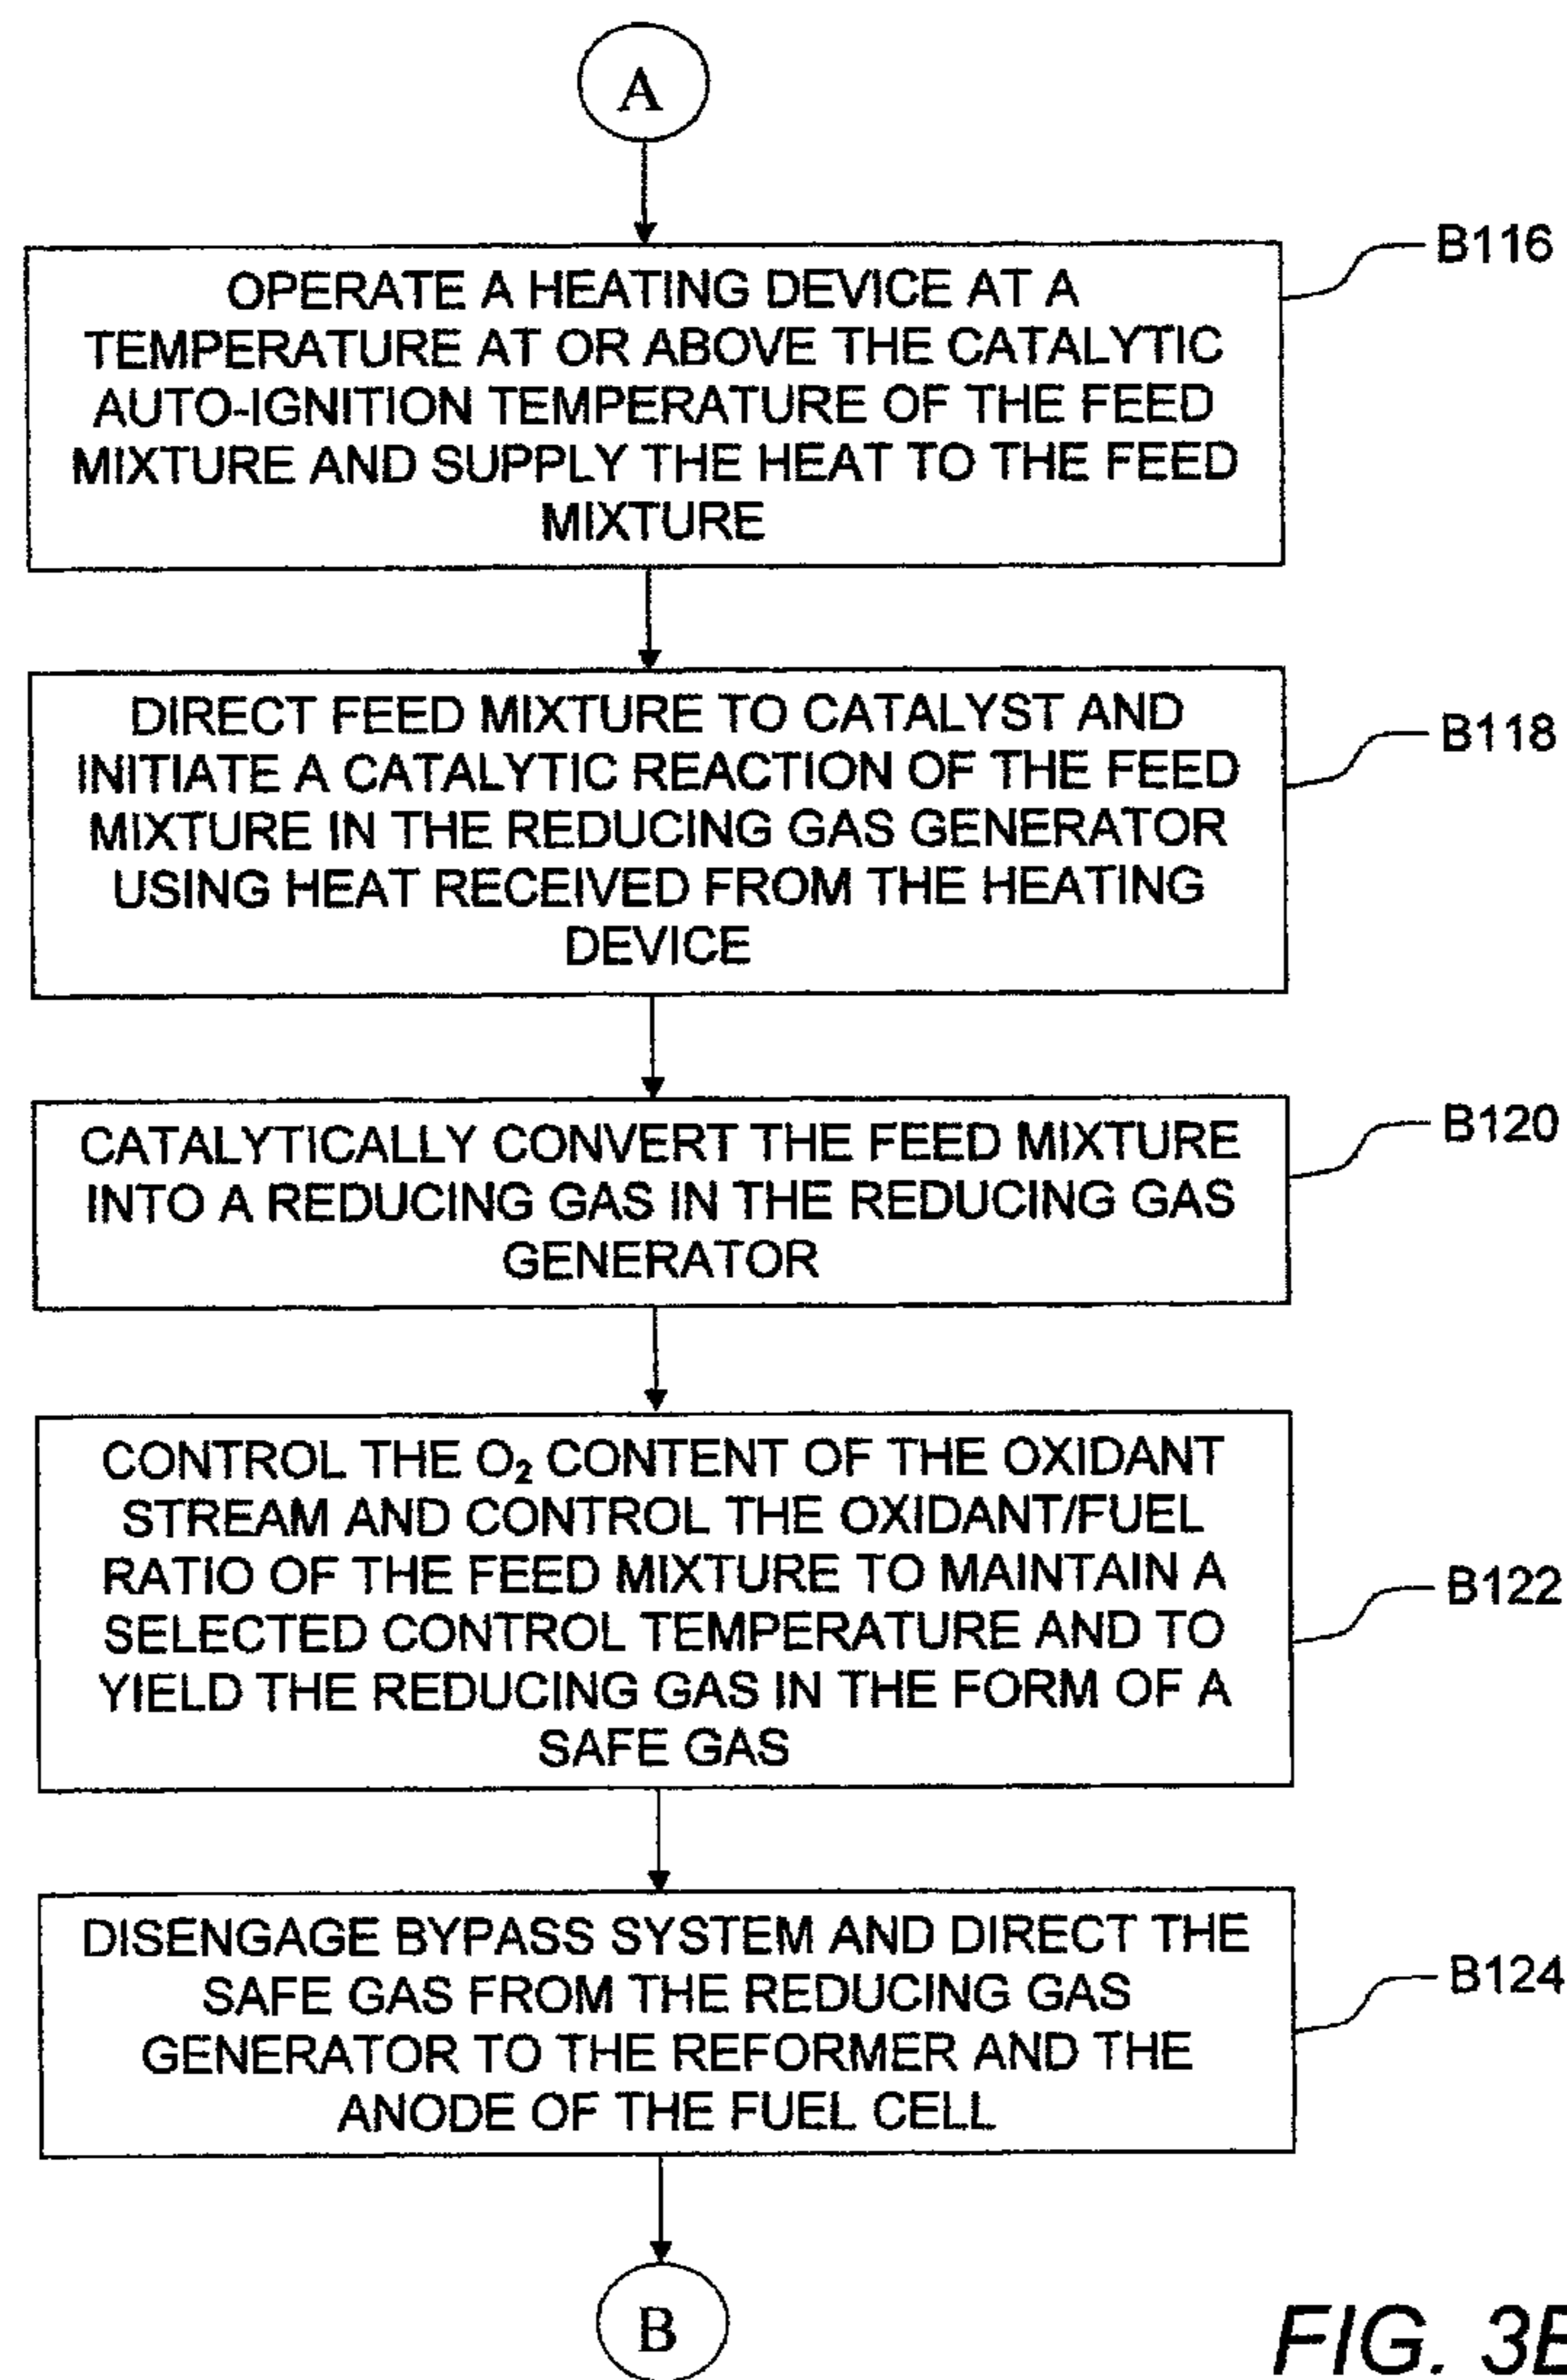 A
OPERATE A HEATING DEVICE AT A
TEMPERATURE AT OR ABOVE THE CATALYTIC
AUTO-IGNITION TEMPERATURE OF THE FEED
MIXTURE AND SUPPLY THE HEAT TO THE FEED
MIXTURE
B116
DIRECT FEED MIXTURE TO CATALYST AND
INITIATE A CATALYTIC REACTION OF THE FEED
MIXTURE IN THE REDUCING GAS GENERATOR
USING HEAT RECEIVED FROM THE HEATING
DEVICE
B118
CATALYTICALLY CONVERT THE FEED MIXTURE
INTO A REDUCING GAS IN THE REDUCING GAS
GENERATOR
B120
CONTROL THE O₂ CONTENT OF THE OXIDANT
STREAM AND CONTROL THE OXIDANT/FUEL
RATIO OF THE FEED MIXTURE TO MAINTAIN A
SELECTED CONTROL TEMPERATURE AND TO
YIELD THE REDUCING GAS IN THE FORM OF A
SAFE GAS
B122
DISENGAGE BYPASS SYSTEM AND DIRECT THE
SAFE GAS FROM THE REDUCING GAS
GENERATOR TO THE REFORMER AND THE
ANODE OF THE FUEL CELL
B124
B
FIG. 3B